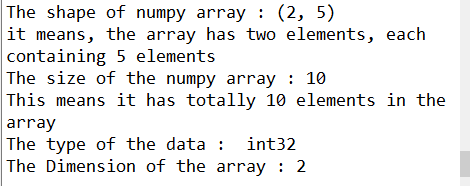 The shape of numpy array : (2, 5)
it means, the array has two elements, each
containing 5 elements
The size of the numpy array : 10
This means it has totally 10 elements in the
array
The type of the data :  int32
The Dimension of the array : 2